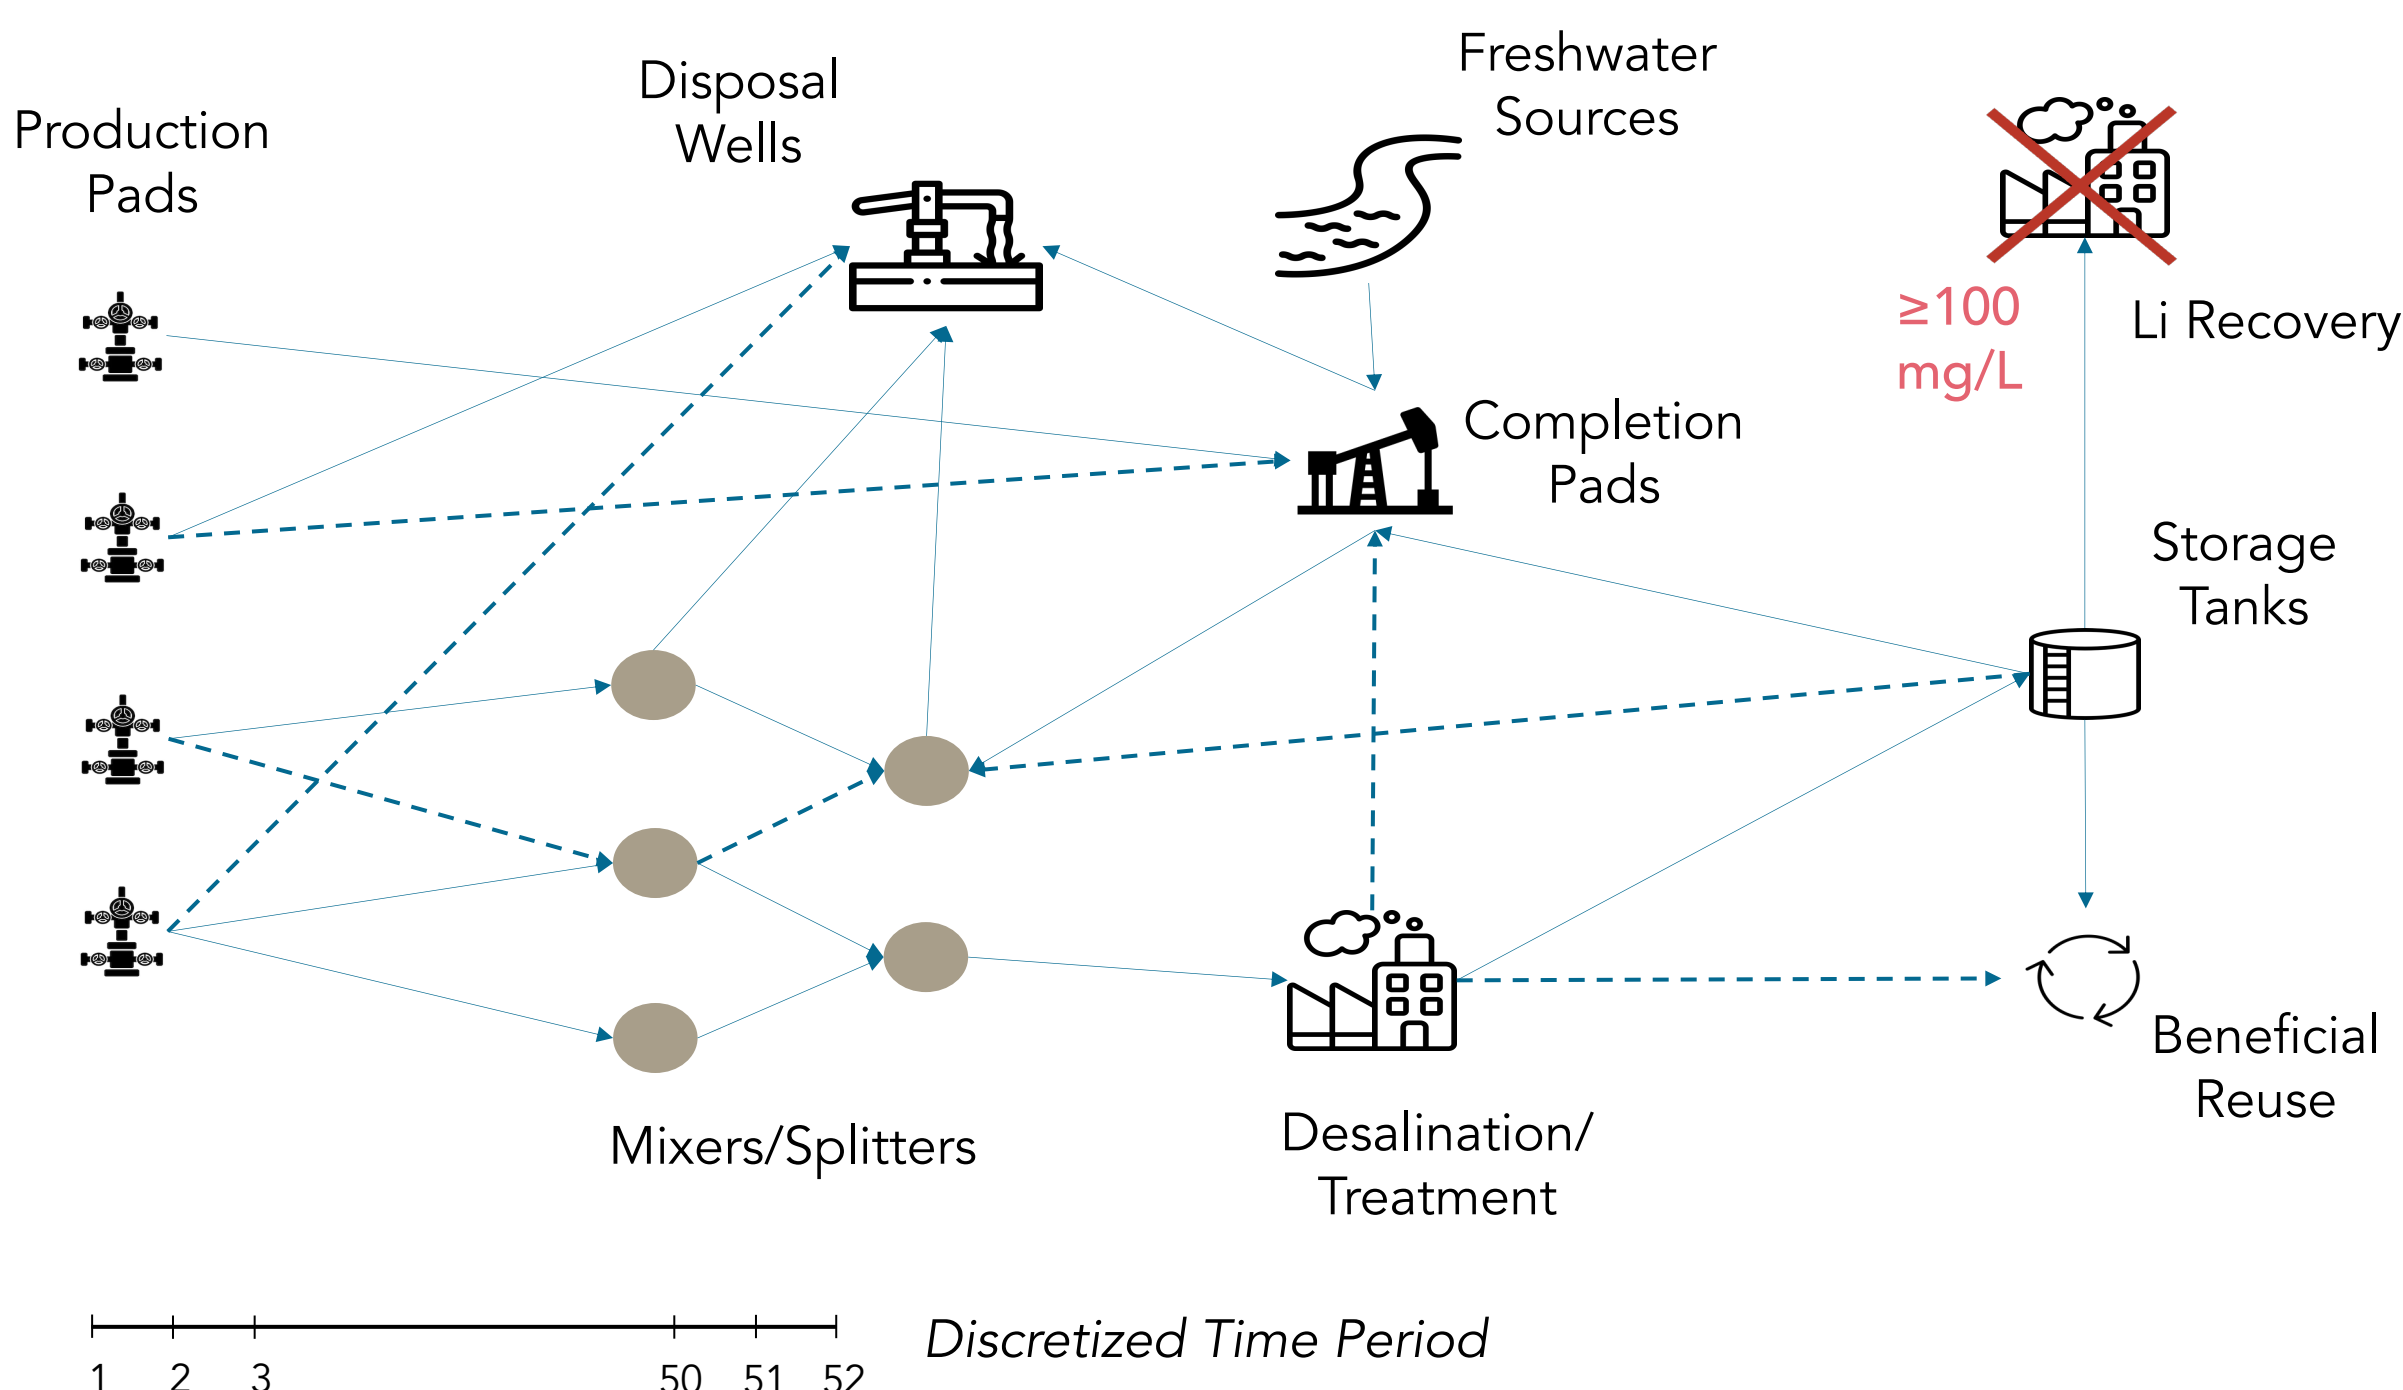 Production
Pads
Disposal
Wells
Freshwater
Sources
≥100
mg/L
Li Recovery
Completion
Pads
Storage
Tanks
Mixers/Splitters
Desalination/
Treatment
Beneficial
Reuse
Discretized Time Period
1 2 3 50 51 52